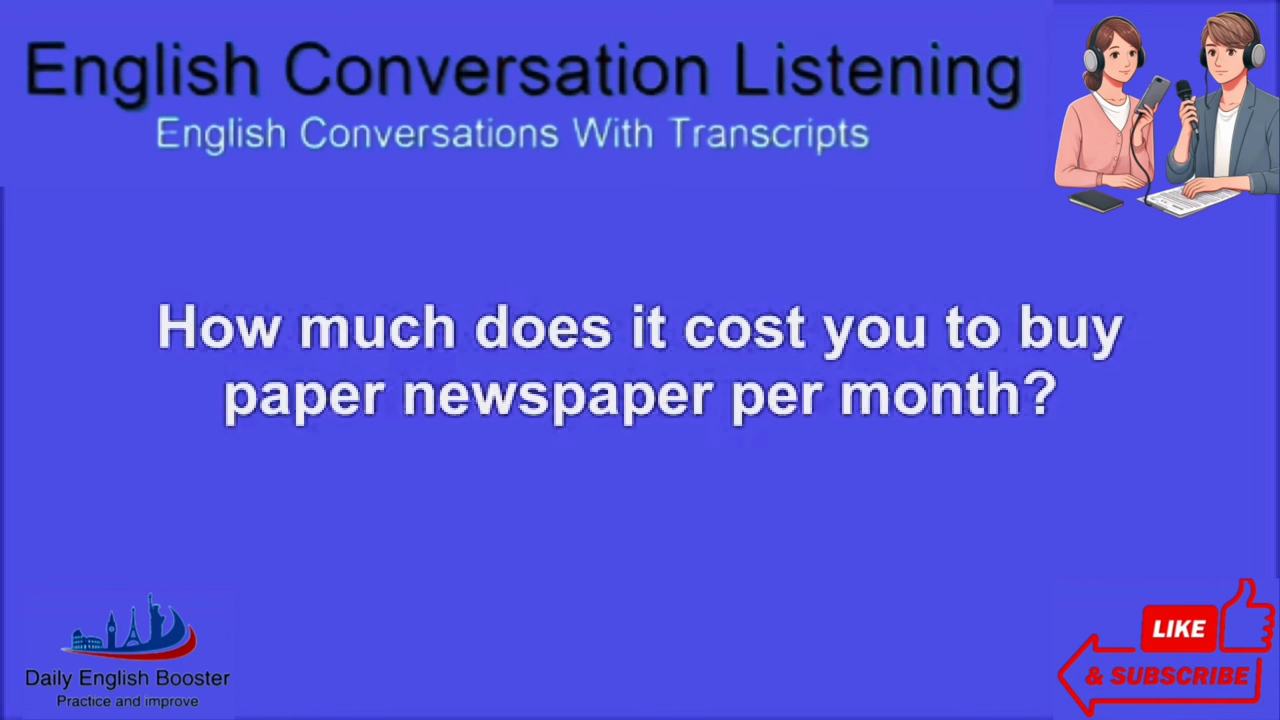 English Conversation Listening
English Conversations With Transcripts
How much does it cost you to buy
paper newspaper per month?
Daily English Booster
Practice and improve
LIKE
& SUBSCRIBE